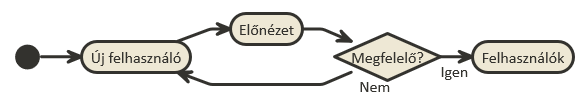 Új felhasználó
Előnézet
Megfelelő?
Igen
Nem
Felhasználók